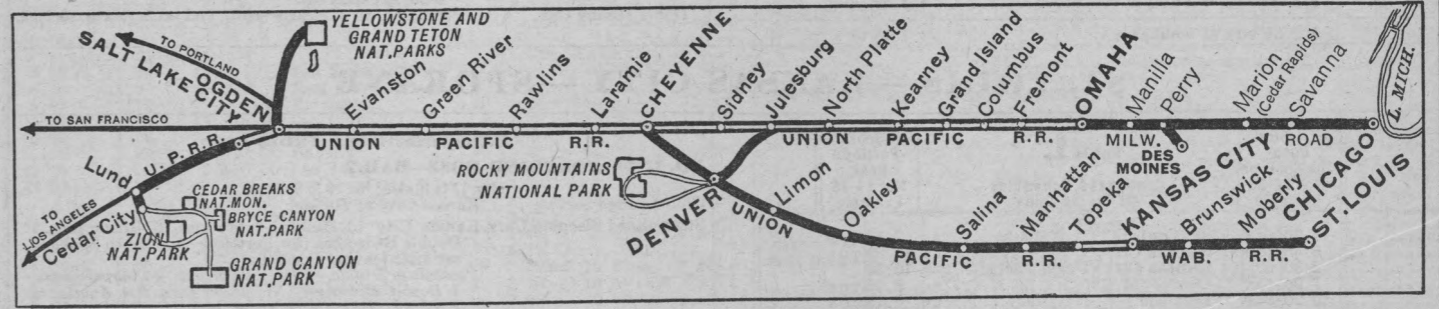 YELLOWSTONE AND
GRAND TETON
NAT. PARKS
TO PORTLAND
OGDEN
SALT LAKE CITY
TO SAN FRANCISCO
Evanston
Green River
Rawlins
Laramie
CHEYENNE
Sidney
Julesburg
North Platte
Kearney
Grand Island
Columbus
Fremont
OMAHA
Manilla
Perry
Marion
(Cedar Rapids)
Savanna
L. MICH.
CHICAGO
UNION PACIFIC R.R.
UNION PACIFIC R.R.
MILW. ROAD
DES
MOINES
U. P. R. R.
Lund
TO
LOS ANGELES
Cedar City
CEDAR BREAKS
NAT. MON.
BRYCE CANYON
NAT. PARK
ZION
NAT. PARK
GRAND CANYON
NAT. PARK
ROCKY MOUNTAINS
NATIONAL PARK
DENVER
Limon
Oakley
Salina
Manhattan
Topeka
KANSAS CITY
Brunswick
Moberly
ST. LOUIS
UNION PACIFIC R.R.
WAB. R.R.